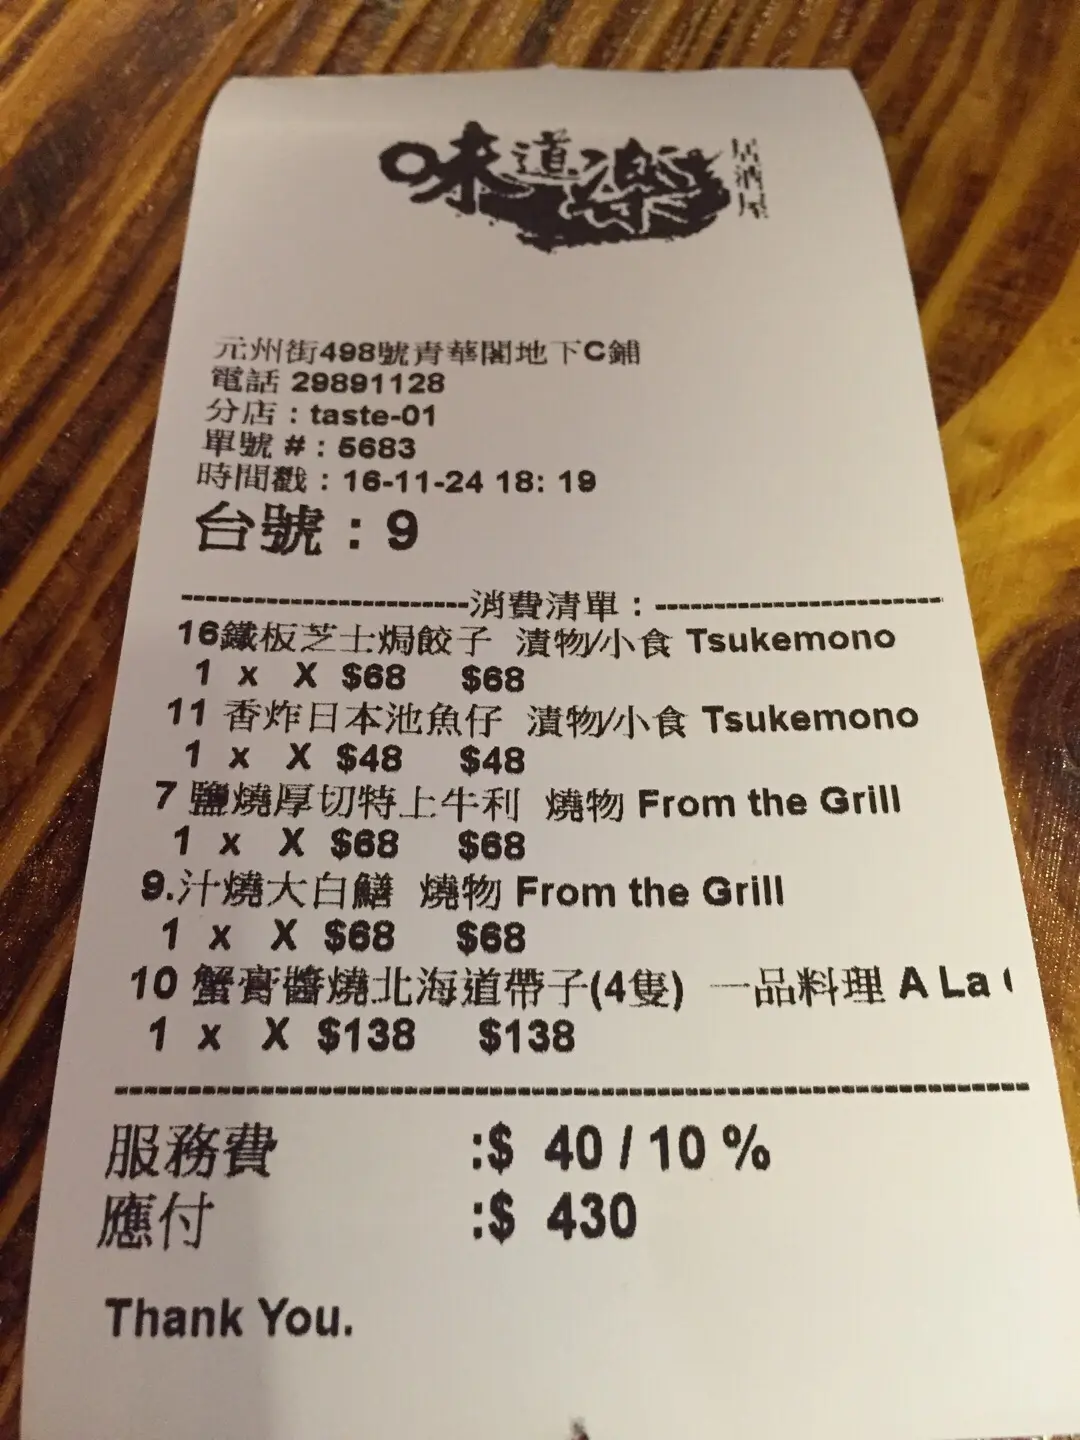 味道楽
居酒屋
元州街498號青華閣地下C鋪
電話 29891128
分店 : taste-01
單號 # : 5683
時間戳 : 16-11-24 18: 19
台號 : 9
-----------------------消費清單 : -----------------------
16鐵板芝士焗餃子 漬物/小食 Tsukemono
1 x X $68 $68
11 香炸日本池魚仔 漬物/小食 Tsukemono
1 x X $48 $48
7 鹽燒厚切特上牛利 燒物 From the Grill
1 x X $68 $68
9.汁燒大白鱔 燒物 From the Grill
1 x X $68 $68
10 蟹膏醬燒北海道帶子(4隻) 一品料理 A La
1 x X $138 $138
服務費 :$ 40 / 10 %
應付 :$ 430
Thank You.